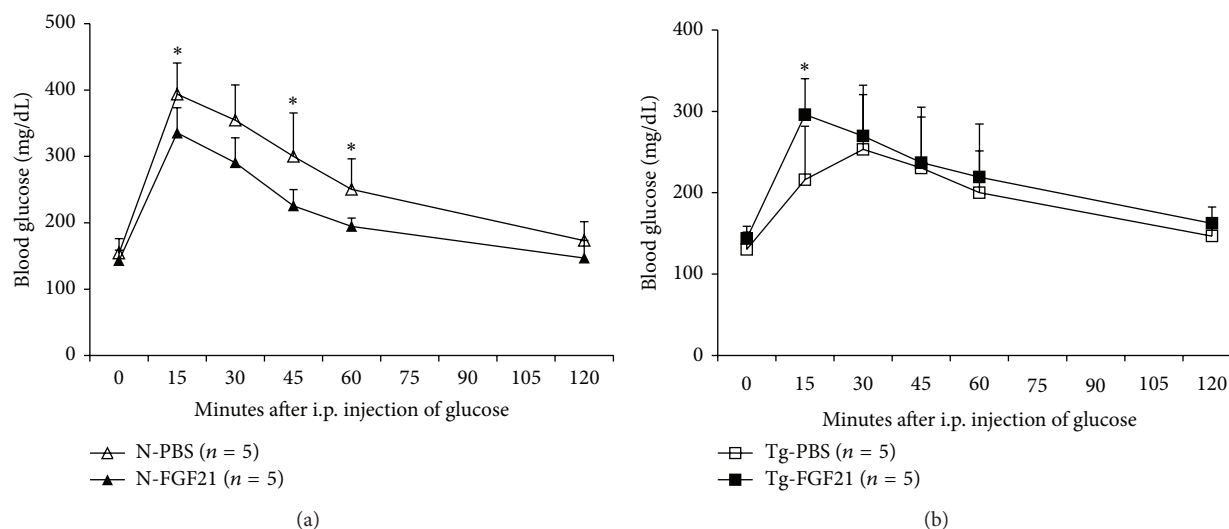 500
400
300
200
100
0
Blood glucose (mg/dL)
* * *
0 15 30 45 60 75 90 105 120
Minutes after i.p. injection of glucose
N-PBS (n = 5)
N-FGF21 (n = 5)
(a)
400
300
200
100
0
Blood glucose (mg/dL)
*
0 15 30 45 60 75 90 105 120
Minutes after i.p. injection of glucose
Tg-PBS (n = 5)
Tg-FGF21 (n = 5)
(b)